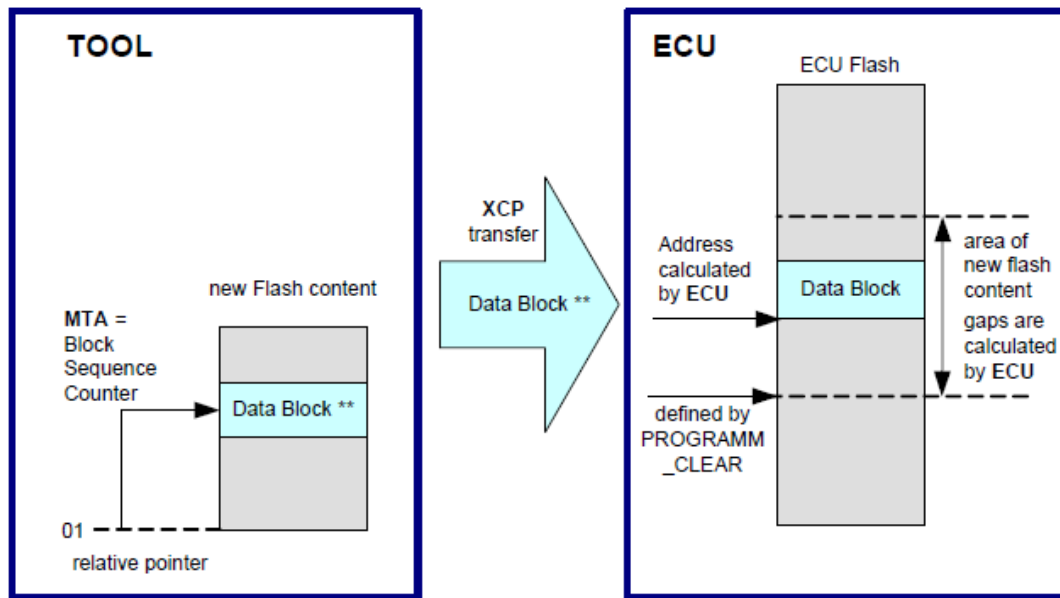 TOOL
new Flash content
MTA =
Block
Sequence
Counter
Data Block **
01
relative pointer
XCP
transfer
Data Block **
ECU
ECU Flash
Address
calculated
by ECU
Data Block
area of
new flash
content
gaps are
calculated
by ECU
defined by
PROGRAMM
_CLEAR